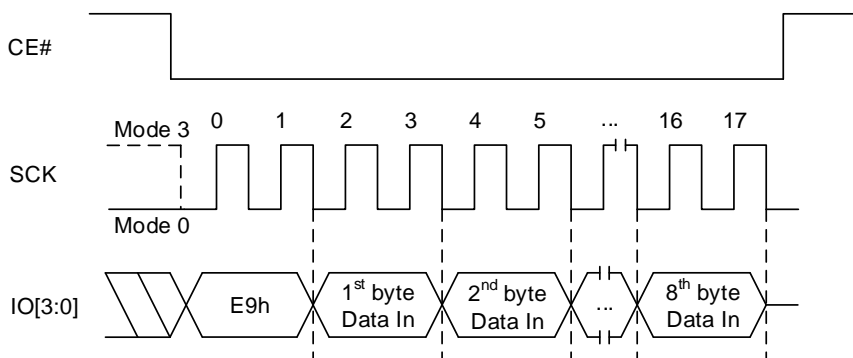 CE#
0 1 2 3 4 5 ... 16 17
Mode 3
SCK
Mode 0
IO[3:0]
E9h
1st byte
Data In
2nd byte
Data In
...
8th byte
Data In